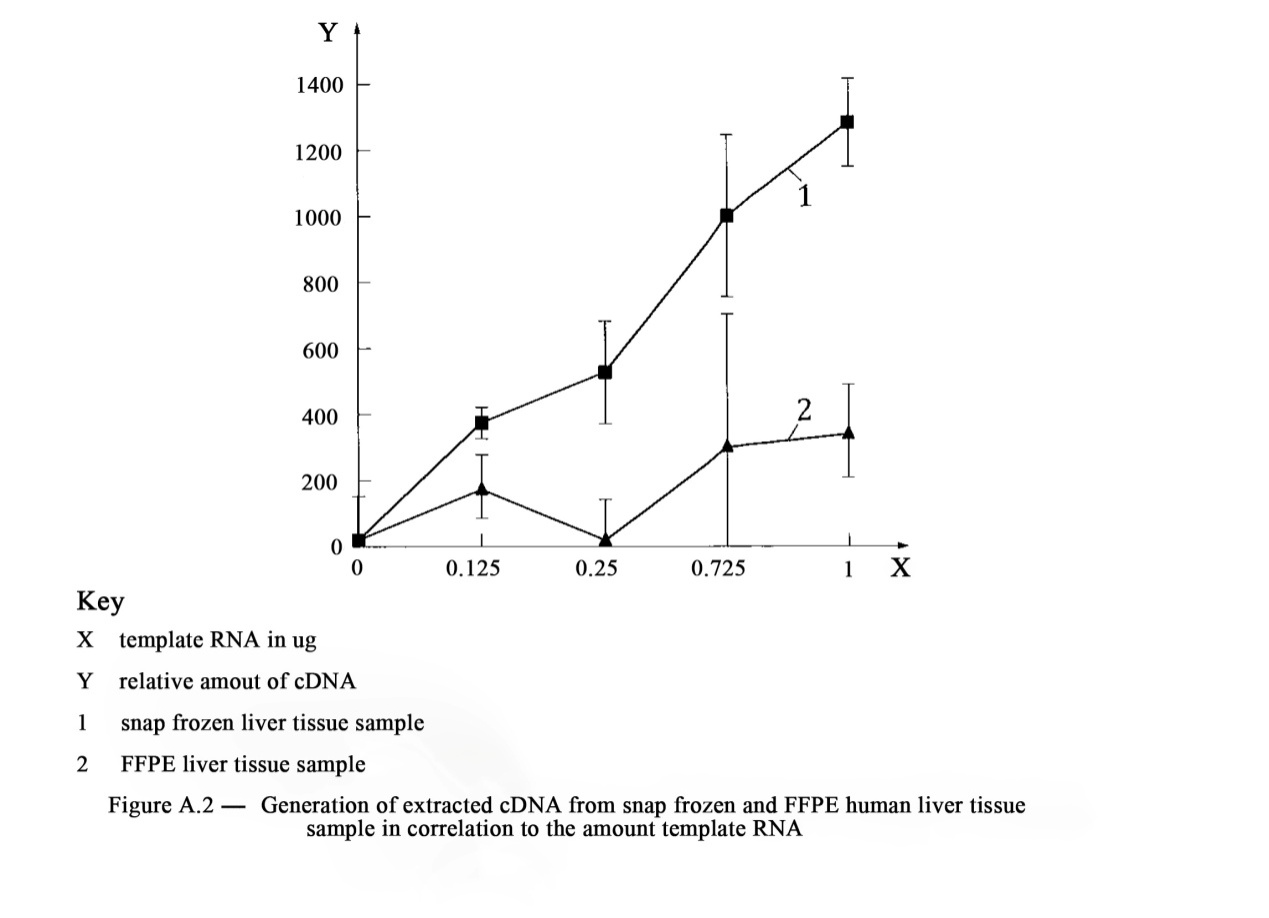 Y
1400
1200
1
1000
800
600
2
400
200
0
0 0.125 0.25 0.725 1 X
Key
X template RNA in ug
Y relative amout of cDNA
1 snap frozen liver tissue sample
2 FFPE liver tissue sample
Figure A.2 — Generation of extracted cDNA from snap frozen and FFPE human liver tissue
sample in correlation to the amount template RNA